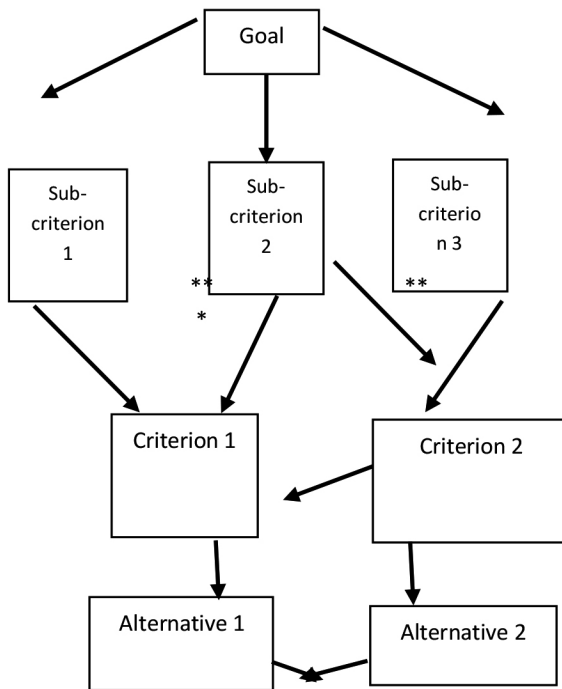 Goal
Sub-
criterion
1
Sub-
criterion
2
**
*
Sub-
criterio
n 3
**
Criterion 1
Criterion 2
Alternative 1
Alternative 2